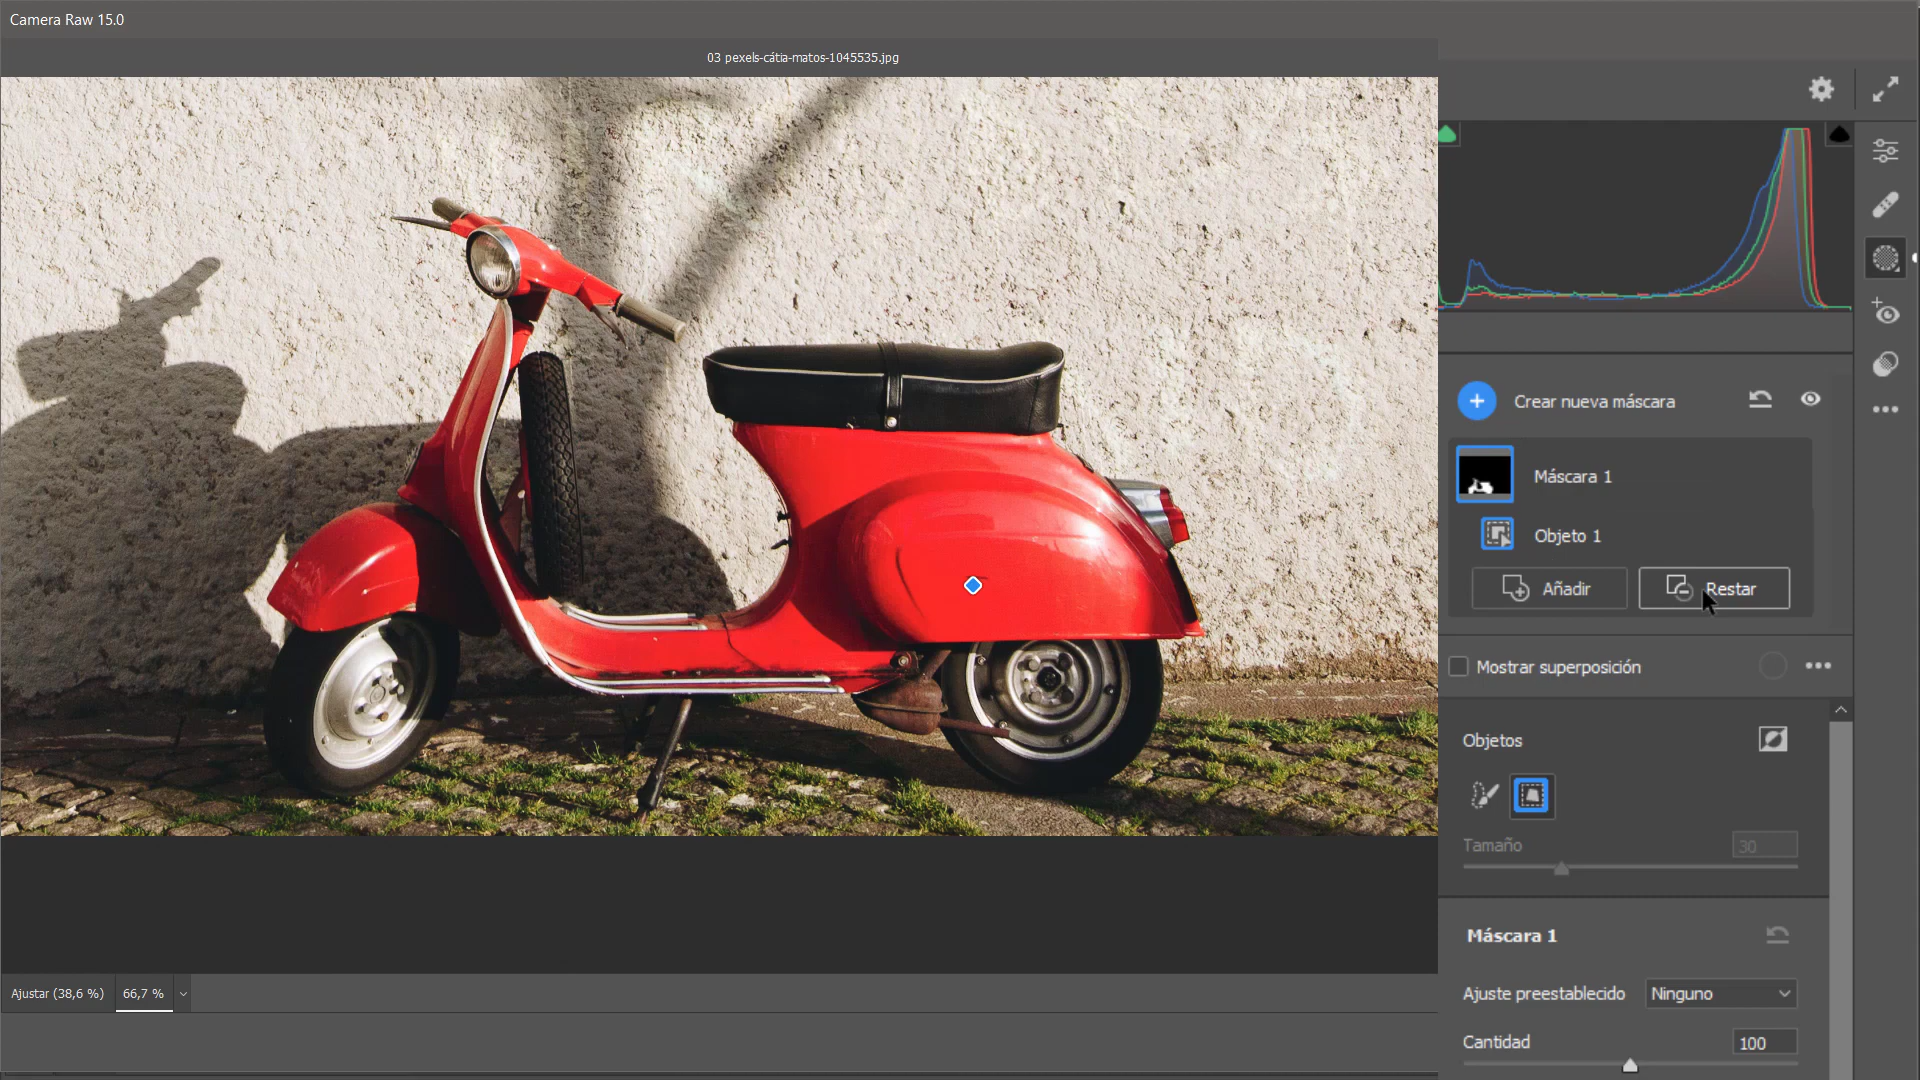 Camera Raw 15.0
03 pexels-cátia-matos-1045535.jpg
Crear nueva máscara
Máscara 1
Objeto 1
Añadir
Restar
Mostrar superposición
Objetos
Tamaño
30
Máscara 1
Ajuste preestablecido
Ninguno
Cantidad
100
Ajustar (38,6 %)
66,7 %